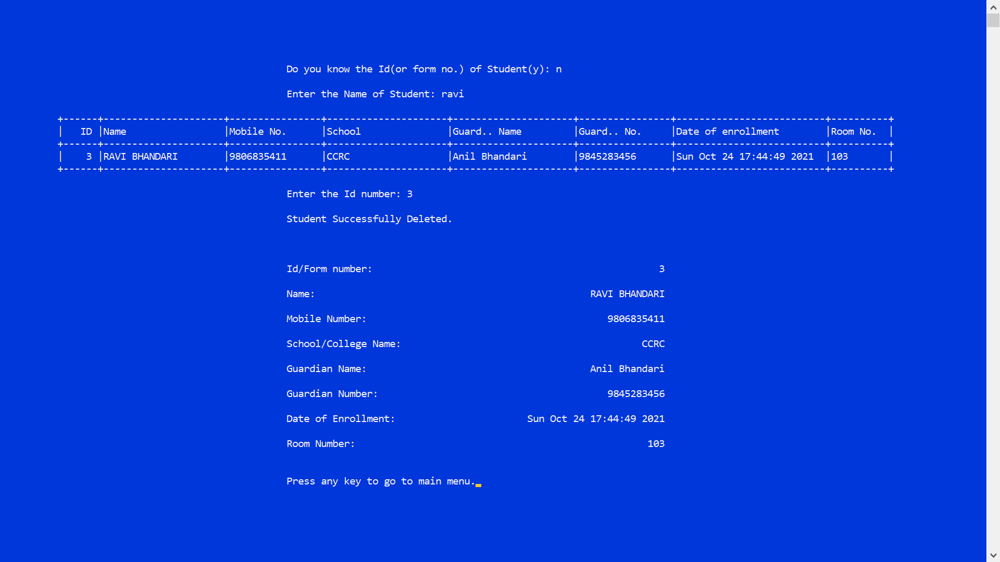 Do you know the Id(or form no.) of Student(y): n
Enter the Name of Student: ravi
+------+---------------------+----------------+---------------------+---------------------+----------------+--------------------------+----------+
|   ID |Name                 |Mobile No.      |School               |Guard.. Name         |Guard.. No.     |Date of enrollment        |Room No.  |
+------+---------------------+----------------+---------------------+---------------------+----------------+--------------------------+----------+
|    3 |RAVI BHANDARI        |9806835411      |CCRC                 |Anil Bhandari        |9845283456      |Sun Oct 24 17:44:49 2021  |103       |
+------+---------------------+----------------+---------------------+---------------------+----------------+--------------------------+----------+
Enter the Id number: 3
Student Successfully Deleted.
Id/Form number: 3
Name: RAVI BHANDARI
Mobile Number: 9806835411
School/College Name: CCRC
Guardian Name: Anil Bhandari
Guardian Number: 9845283456
Date of Enrollment: Sun Oct 24 17:44:49 2021
Room Number: 103
Press any key to go to main menu.